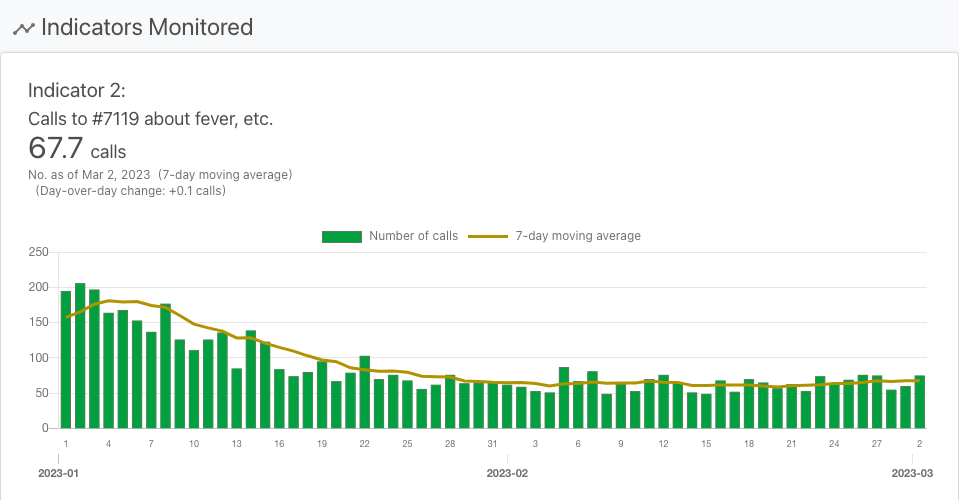 Indicators Monitored
Indicator 2:
Calls to #7119 about fever, etc.
67.7 calls
No. as of Mar 2, 2023 (7-day moving average)
(Day-over-day change: +0.1 calls)
Number of calls 7-day moving average
250
200
150
100
50
0
1 4 7 10 13 16 19 22 25 28 31 3 6 9 12 15 18 21 24 27 2
2023-01 2023-02 2023-03